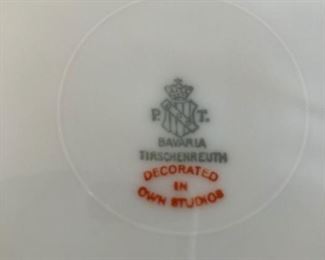 P. T.
BAVARIA
TIRSCHENREUTH
DECORATED
IN
OWN STUDIOS